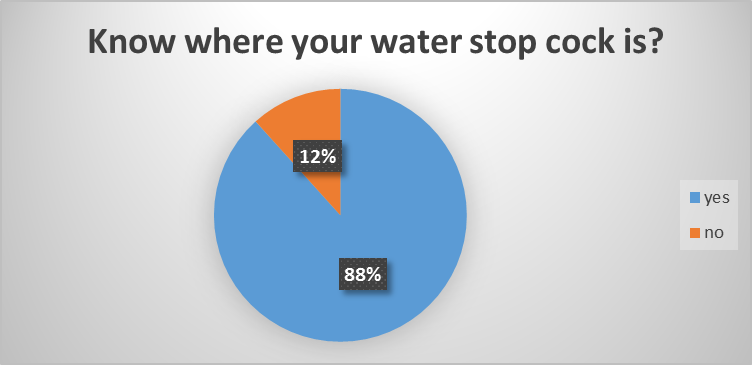 Know where your water stop cock is?
12%
88%
yes
no